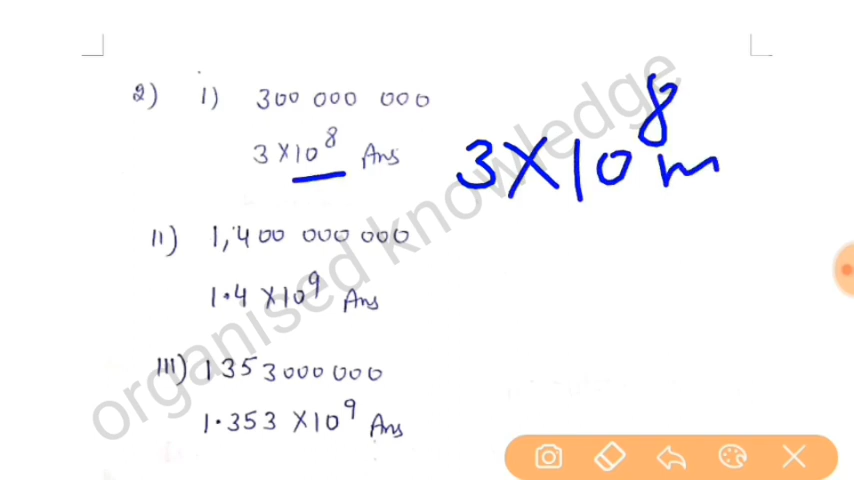 2) i) 300 000 000
3 × 10⁸ Ans
3 × 10⁸ m
ii) 1,400 000 000
1.4 × 10⁹ Ans
iii) 1353000000
1.353 × 10⁹ Ans
organised knowledge